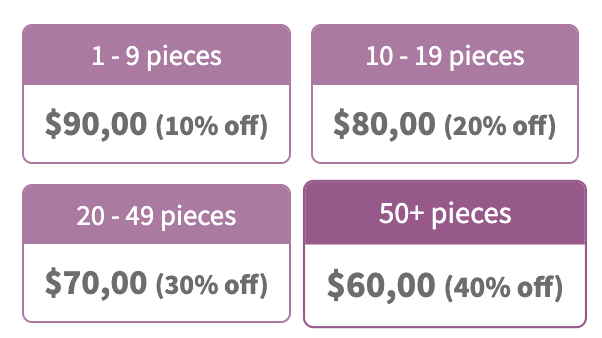 1 - 9 pieces
$90,00 (10% off)
10 - 19 pieces
$80,00 (20% off)
20 - 49 pieces
$70,00 (30% off)
50+ pieces
$60,00 (40% off)